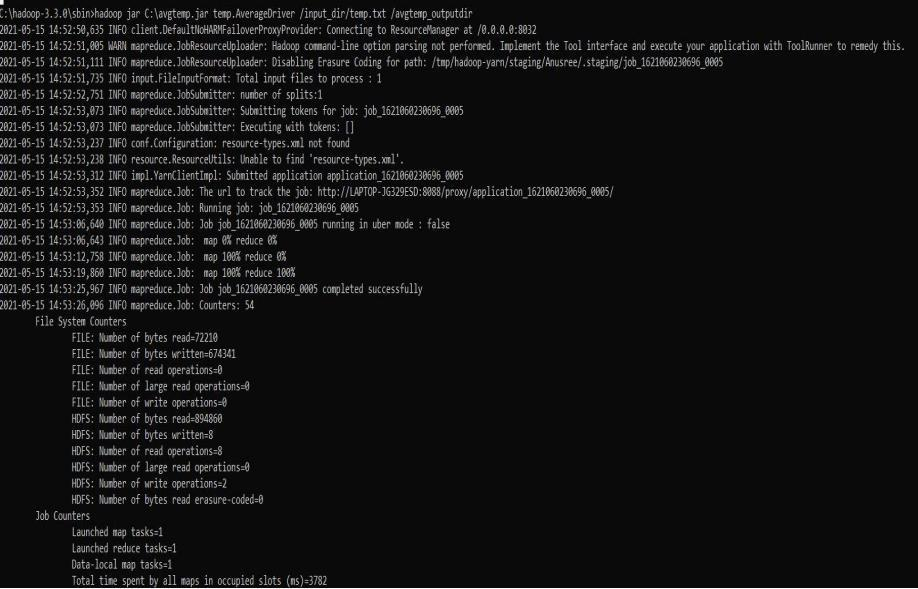 C:\hadoop-3.3.0\sbin>hadoop jar C:\avgtemp.jar temp.AverageDriver /input_dir/temp.txt /avgtemp_outputdir
2021-05-15 14:52:50,635 INFO client.DefaultNoHARMFailoverProxyProvider: Connecting to ResourceManager at /0.0.0.0:8032
2021-05-15 14:52:51,005 WARN mapreduce.JobResourceUploader: Hadoop command-line option parsing not performed. Implement the Tool interface and execute your application with ToolRunner to remedy this.
2021-05-15 14:52:51,111 INFO mapreduce.JobResourceUploader: Disabling Erasure Coding for path: /tmp/hadoop-yarn/staging/Anusree/.staging/job_1621060230696_0005
2021-05-15 14:52:51,735 INFO input.FileInputFormat: Total input files to process : 1
2021-05-15 14:52:52,751 INFO mapreduce.JobSubmitter: number of splits:1
2021-05-15 14:52:53,073 INFO mapreduce.JobSubmitter: Submitting tokens for job: job_1621060230696_0005
2021-05-15 14:52:53,073 INFO mapreduce.JobSubmitter: Executing with tokens: []
2021-05-15 14:52:53,237 INFO conf.Configuration: resource-types.xml not found
2021-05-15 14:52:53,238 INFO resource.ResourceUtils: Unable to find 'resource-types.xml'.
2021-05-15 14:52:53,312 INFO impl.YarnClientImpl: Submitted application application_1621060230696_0005
2021-05-15 14:52:53,352 INFO mapreduce.Job: The url to track the job: http://LAPTOP-JG329ESD:8088/proxy/application_1621060230696_0005/
2021-05-15 14:52:53,353 INFO mapreduce.Job: Running job: job_1621060230696_0005
2021-05-15 14:53:06,640 INFO mapreduce.Job: Job job_1621060230696_0005 running in uber mode : false
2021-05-15 14:53:06,643 INFO mapreduce.Job:  map 0% reduce 0%
2021-05-15 14:53:12,758 INFO mapreduce.Job:  map 100% reduce 0%
2021-05-15 14:53:19,860 INFO mapreduce.Job:  map 100% reduce 100%
2021-05-15 14:53:25,967 INFO mapreduce.Job: Job job_1621060230696_0005 completed successfully
2021-05-15 14:53:26,096 INFO mapreduce.Job: Counters: 54
File System Counters
FILE: Number of bytes read=72210
FILE: Number of bytes written=674341
FILE: Number of read operations=0
FILE: Number of large read operations=0
FILE: Number of write operations=0
HDFS: Number of bytes read=894860
HDFS: Number of bytes written=8
HDFS: Number of read operations=8
HDFS: Number of large read operations=0
HDFS: Number of write operations=2
HDFS: Number of bytes read erasure-coded=0
Job Counters
Launched map tasks=1
Launched reduce tasks=1
Data-local map tasks=1
Total time spent by all maps in occupied slots (ms)=3782